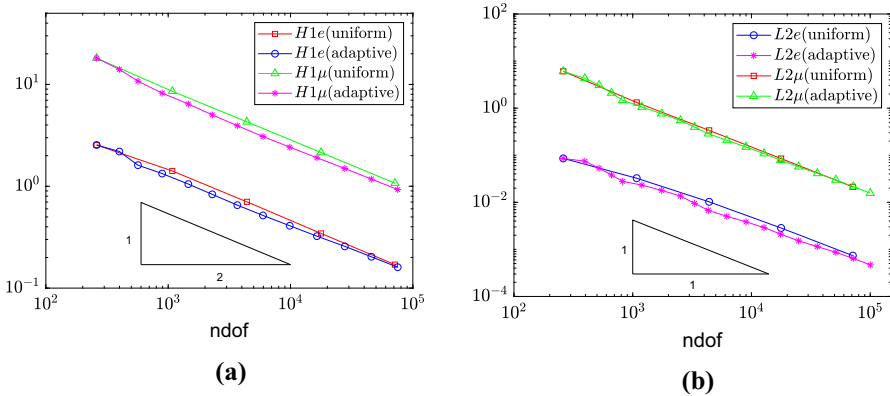 H1e(uniform)
H1e(adaptive)
H1μ(uniform)
H1μ(adaptive)
10^1
10^0
10^-1
1
2
10^2
10^3
10^4
10^5
ndof
(a)
L2e(uniform)
L2e(adaptive)
L2μ(uniform)
L2μ(adaptive)
10^2
10^0
10^-2
10^-4
1
1
10^2
10^3
10^4
10^5
ndof
(b)